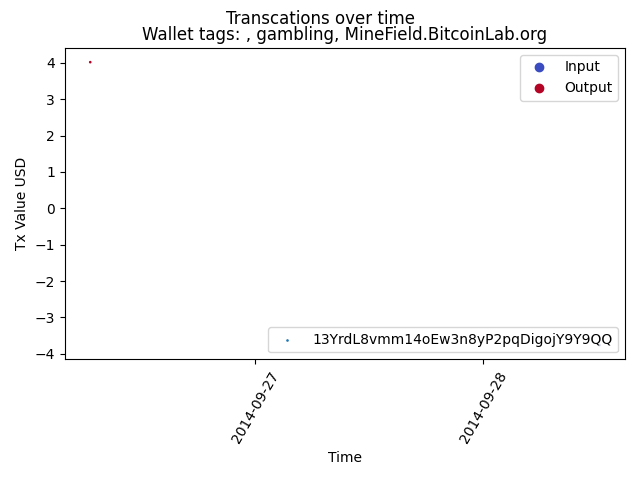 Transcations over time
Wallet tags: , gambling, MineField.BitcoinLab.org
Input
Output
4
3
2
1
0
−1
−2
−3
−4
Tx Value USD
13YrdL8vmm14oEw3n8yP2pqDigojY9Y9QQ
2014-09-27
2014-09-28
Time